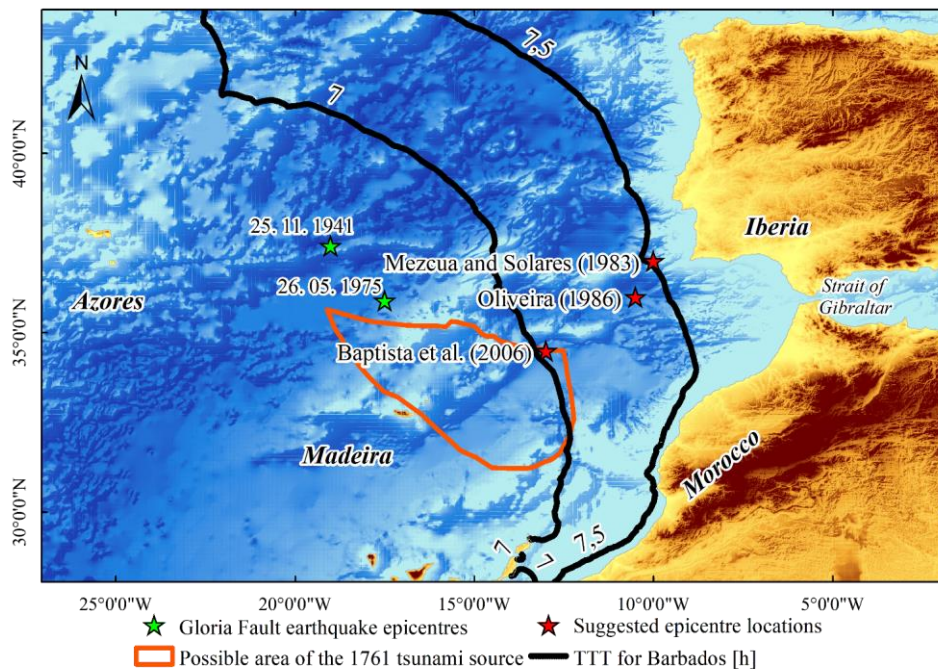 N
7,5
7
40°0'0"N
25. 11. 1941
Iberia
Mezcua and Solares (1983)
26. 05. 1975
Azores
Oliveira (1986)
Strait of
Gibraltar
35°0'0"N
Baptista et al. (2006)
Madeira
Morocco
30°0'0"N
7
7
7,5
25°0'0"W
20°0'0"W
15°0'0"W
10°0'0"W
5°0'0"W
Gloria Fault earthquake epicentres
Suggested epicentre locations
Possible area of the 1761 tsunami source
TTT for Barbados [h]